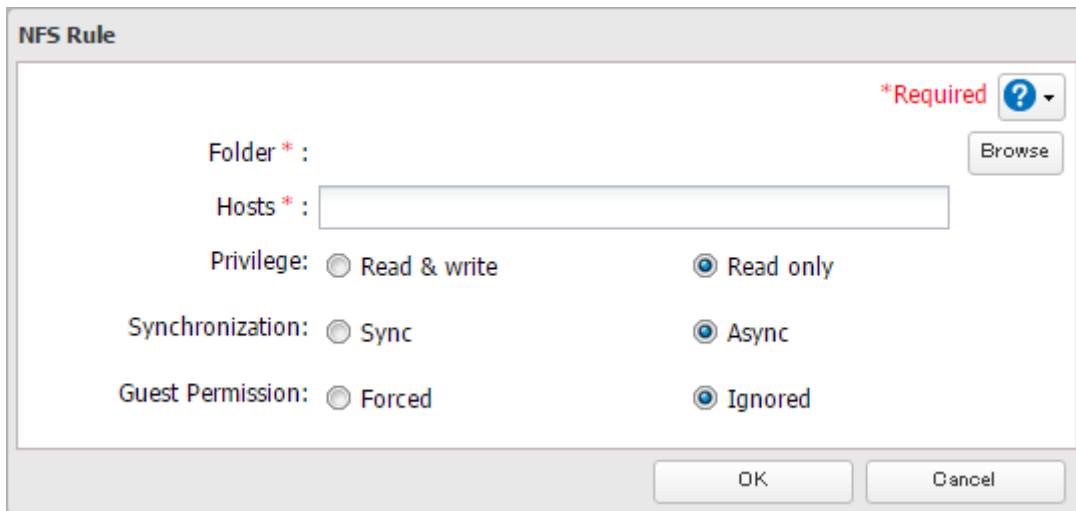 NFS Rule
*Required ?
Folder * : Browse
Hosts * :
Privilege: Read & write Read only
Synchronization: Sync Async
Guest Permission: Forced Ignored
OK Cancel